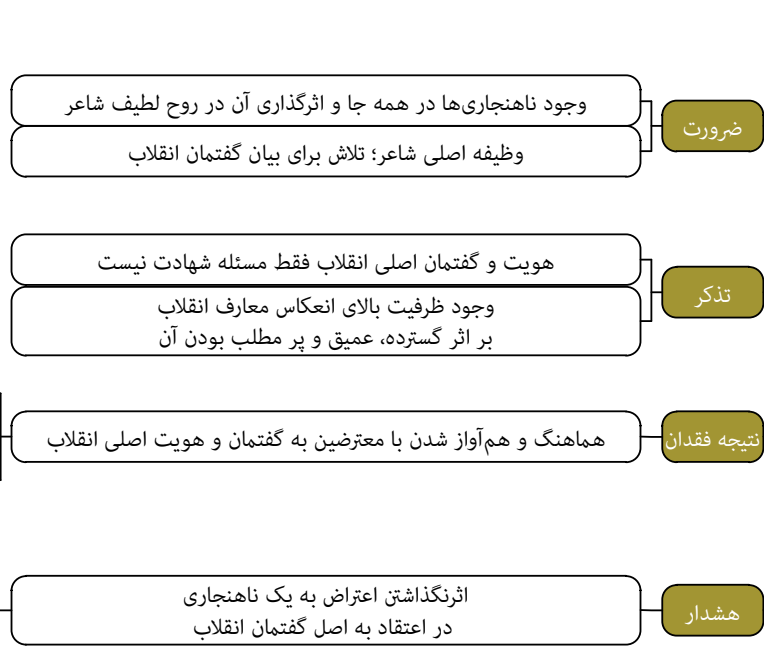 ضرورت
وجود ناهنجاری‌ها در همه جا و اثرگذاری آن در روح لطیف شاعر
وظیفه اصلی شاعر؛ تلاش برای بیان گفتمان انقلاب
تذکر
هویت و گفتمان اصلی انقلاب فقط مسئله شهادت نیست
وجود ظرفیت بالای انعکاس معارف انقلاب
بر اثر گسترده، عمیق و پر مطلب بودن آن
نتیجه فقدان
هماهنگ و هم‌آواز شدن با معترضین به گفتمان و هویت اصلی انقلاب
هشدار
اثرنگذاشتن اعتراض به یک ناهنجاری
در اعتقاد به اصل گفتمان انقلاب